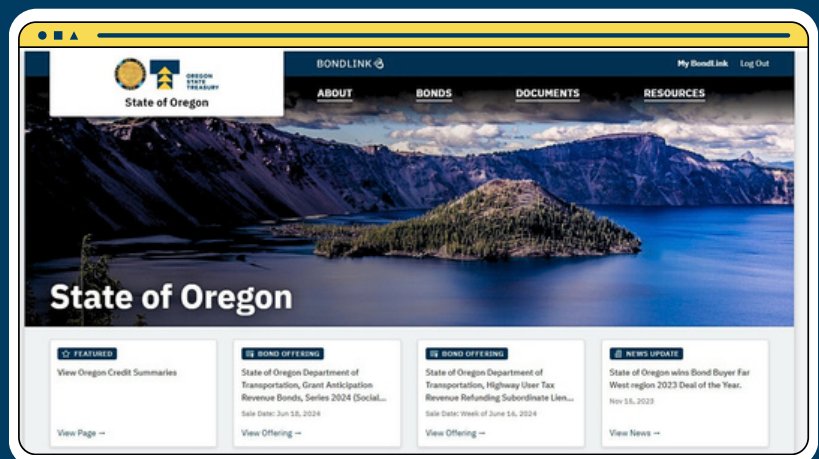 OREGON
STATE
TREASURY
State of Oregon
BONDLINK
My BondLink Log Out
ABOUT BONDS DOCUMENTS RESOURCES
State of Oregon
FEATURED
View Oregon Credit Summaries
View Page →
BOND OFFERING
State of Oregon Department of
Transportation, Grant Anticipation
Revenue Bonds, Series 2024 (Social...
Sale Date: Jun 18, 2024
View Offering →
BOND OFFERING
State of Oregon Department of
Transportation, Highway User Tax
Revenue Refunding Subordinate Lien...
Sale Date: Week of June 16, 2024
View Offering →
NEWS UPDATE
State of Oregon wins Bond Buyer Far
West region 2023 Deal of the Year.
Nov 18, 2023
View News →